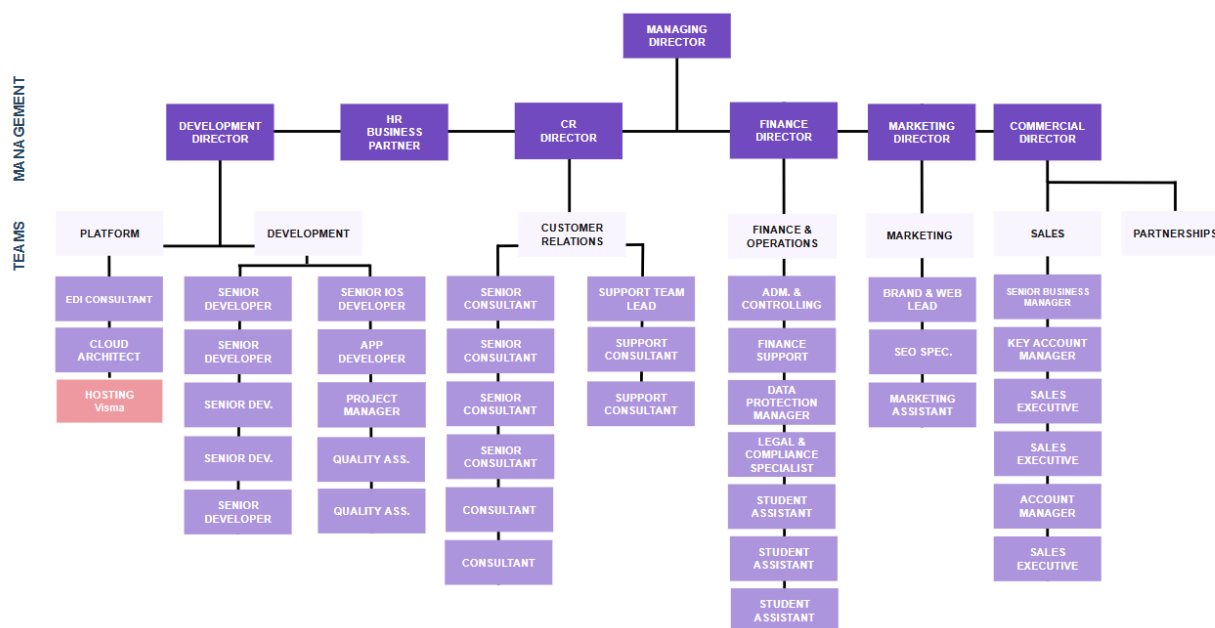 MANAGING
DIRECTOR
MANAGEMENT
DEVELOPMENT
DIRECTOR
HR
BUSINESS
PARTNER
CR
DIRECTOR
FINANCE
DIRECTOR
MARKETING
DIRECTOR
COMMERCIAL
DIRECTOR
TEAMS
PLATFORM
DEVELOPMENT
CUSTOMER
RELATIONS
FINANCE &
OPERATIONS
MARKETING
SALES
PARTNERSHIPS
EDI CONSULTANT
CLOUD
ARCHITECT
HOSTING
Visma
SENIOR
DEVELOPER
SENIOR
DEVELOPER
SENIOR DEV.
SENIOR DEV.
SENIOR
DEVELOPER
SENIOR IOS
DEVELOPER
APP
DEVELOPER
PROJECT
MANAGER
QUALITY ASS.
QUALITY ASS.
SENIOR
CONSULTANT
SENIOR
CONSULTANT
SENIOR
CONSULTANT
SENIOR
CONSULTANT
CONSULTANT
CONSULTANT
SUPPORT TEAM
LEAD
SUPPORT
CONSULTANT
SUPPORT
CONSULTANT
ADM. &
CONTROLLING
FINANCE
SUPPORT
DATA
PROTECTION
MANAGER
LEGAL &
COMPLIANCE
SPECIALIST
STUDENT
ASSISTANT
STUDENT
ASSISTANT
STUDENT
ASSISTANT
BRAND & WEB
LEAD
SEO SPEC.
MARKETING
ASSISTANT
SENIOR BUSINESS
MANAGER
KEY ACCOUNT
MANAGER
SALES
EXECUTIVE
SALES
EXECUTIVE
ACCOUNT
MANAGER
SALES
EXECUTIVE